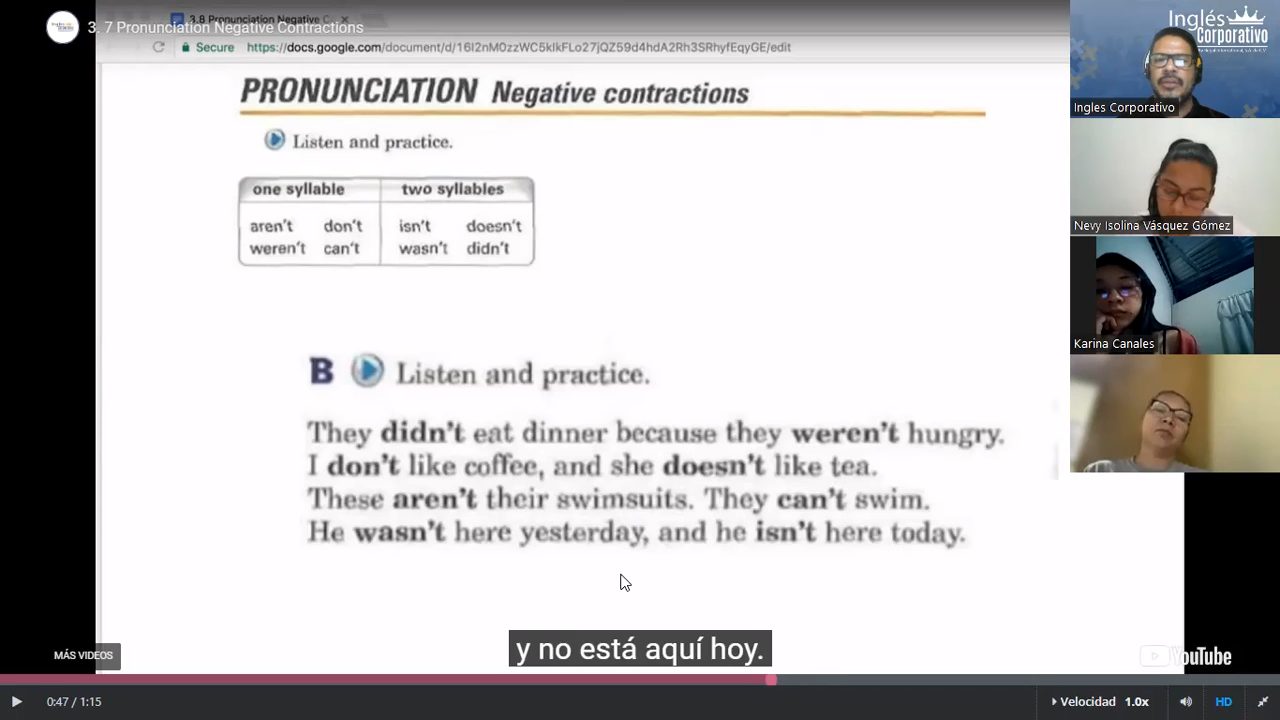 3.8 Pronunciation Negative C
3. 7 Pronunciation Negative Contractions
Secure https://docs.google.com/document/d/16I2nM0zzWC5kIkFLo27jQZ59d4hdA2Rh3SRhyfEqyGE/edit
PRONUNCIATION Negative contractions
Listen and practice.
one syllable two syllables
aren't don't isn't doesn't
weren't can't wasn't didn't
B Listen and practice.
They didn't eat dinner because they weren't hungry.
I don't like coffee, and she doesn't like tea.
These aren't their swimsuits. They can't swim.
He wasn't here yesterday, and he isn't here today.
y no está aquí hoy.
MÁS VIDEOS
YouTube
0:47 / 1:15
Velocidad 1.0x
HD
Inglés
Corporativo
Ingles Corporativo
Nevy Isolina Vásquez Gómez
Karina Canales